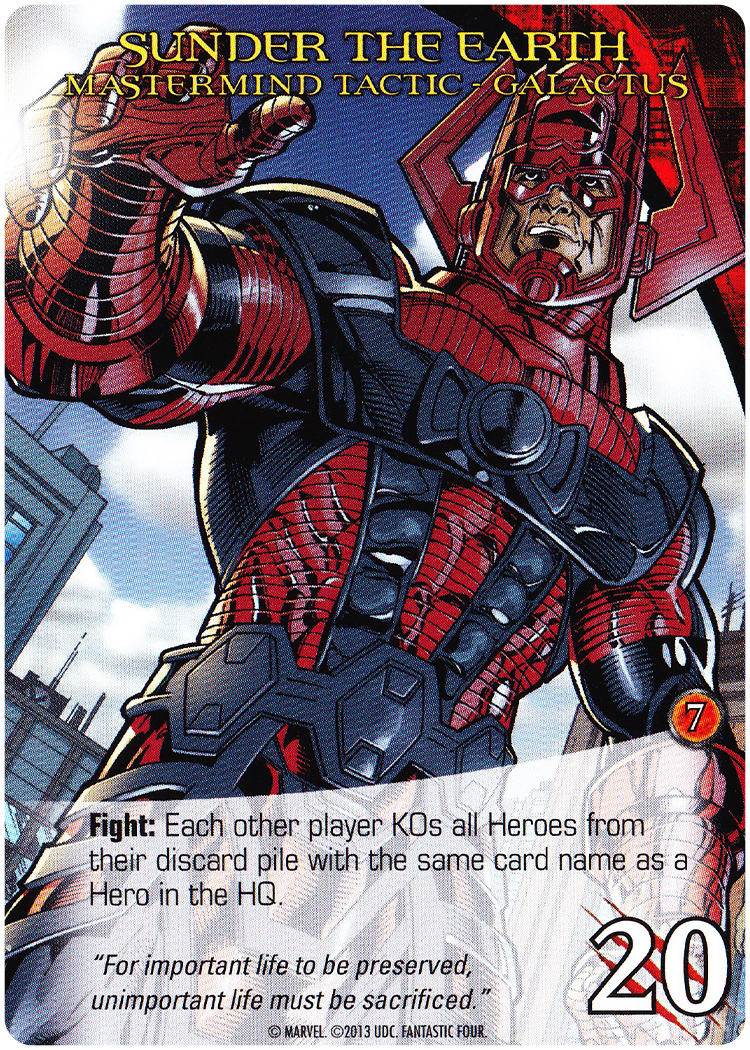 SUNDER THE EARTH
MASTERMIND TACTIC - GALACTUS
7
Fight: Each other player KOs all Heroes from
their discard pile with the same card name as a
Hero in the HQ.
20
“For important life to be preserved,
unimportant life must be sacrificed.”
© MARVEL. ©2013 UDC. FANTASTIC FOUR.